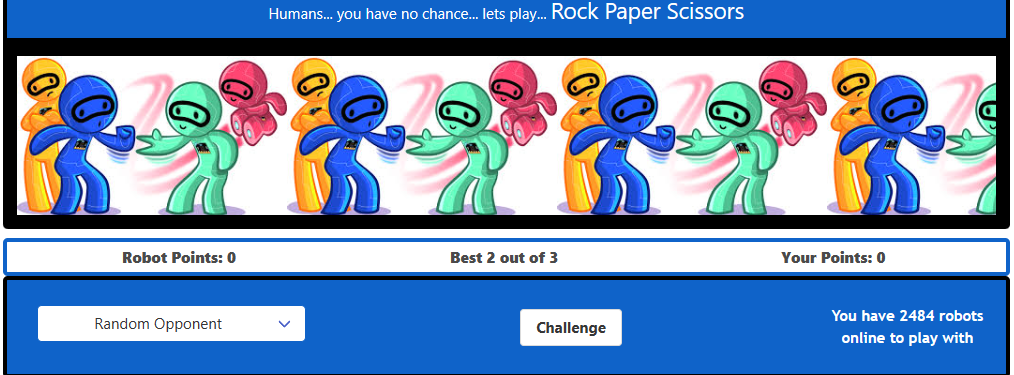 Humans... you have no chance... lets play... Rock Paper Scissors
Robot Points: 0
Best 2 out of 3
Your Points: 0
Random Opponent
Challenge
You have 2484 robots
online to play with